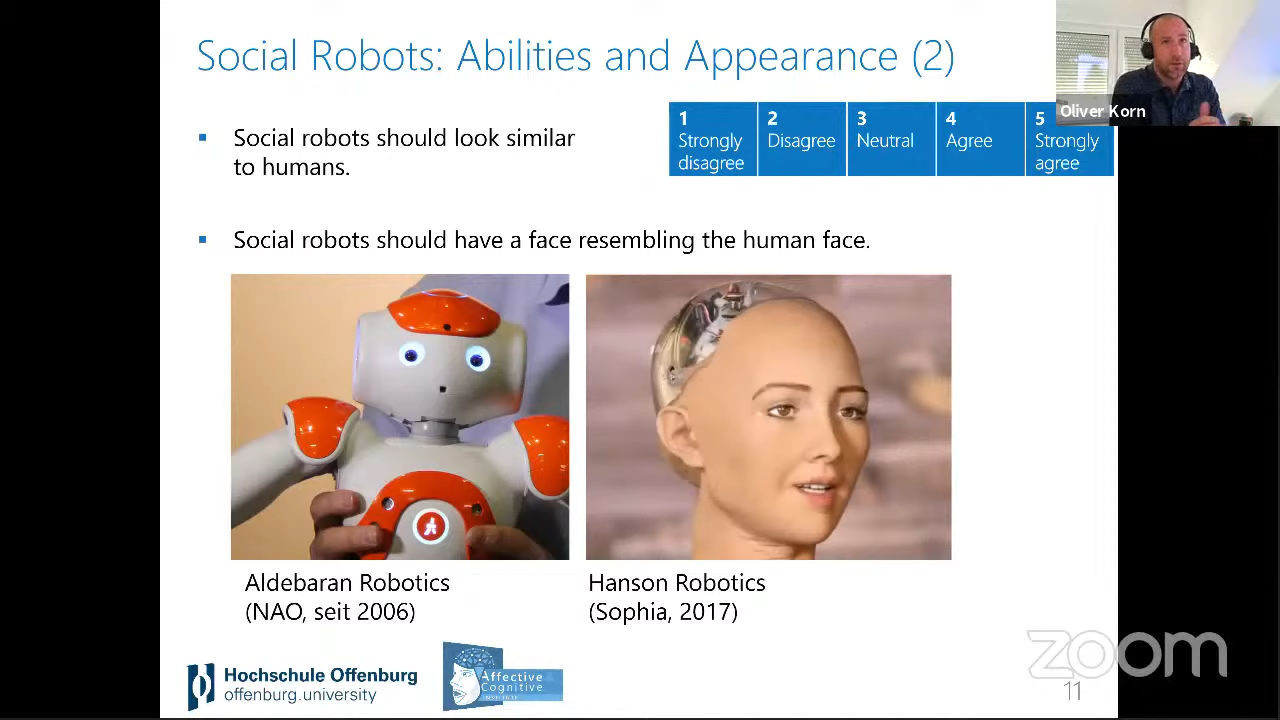 Social Robots: Abilities and Appearance (2)
Oliver Korn
Social robots should look similar
to humans.
1
Strongly
disagree
2
Disagree
3
Neutral
4
Agree
5
Strongly
agree
Social robots should have a face resembling the human face.
Aldebaran Robotics
(NAO, seit 2006)
Hanson Robotics
(Sophia, 2017)
Hochschule Offenburg
offenburg.university
Affective
Cognitive
INSTITUTE
zoom
11